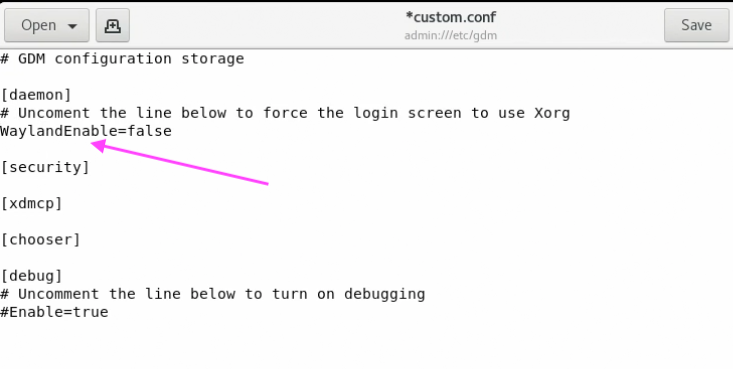 Open
*custom.conf
admin:///etc/gdm
Save
# GDM configuration storage
[daemon]
# Uncoment the line below to force the login screen to use Xorg
WaylandEnable=false
[security]
[xdmcp]
[chooser]
[debug]
# Uncomment the line below to turn on debugging
#Enable=true